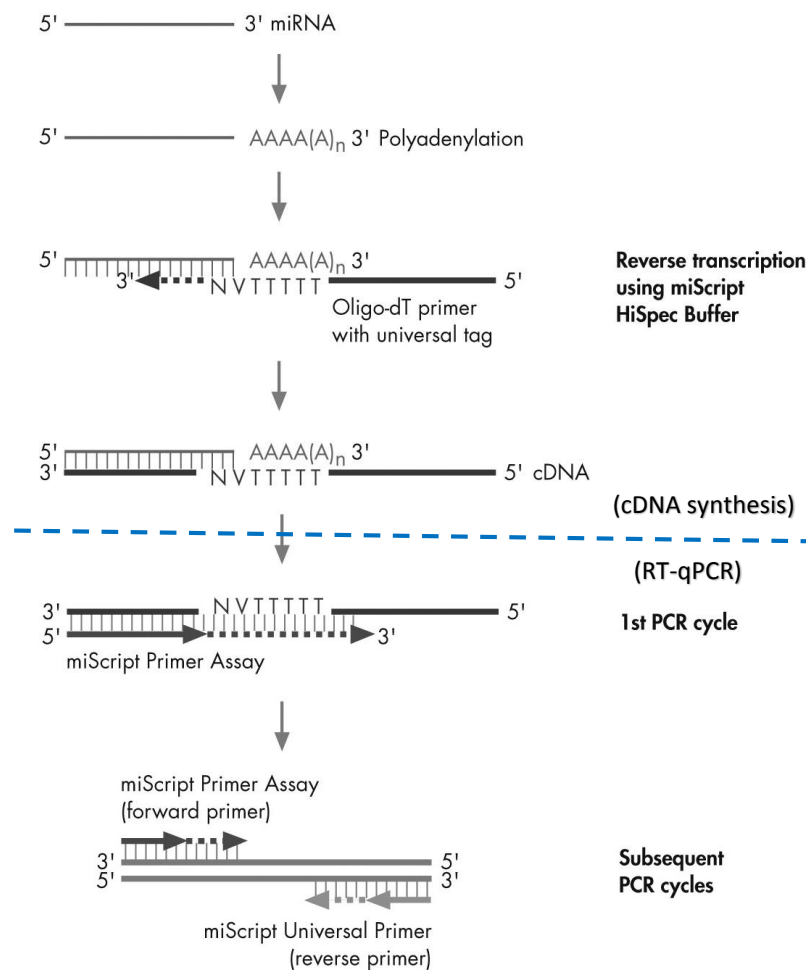 5' 3' miRNA
5' AAAA(A)n 3' Polyadenylation
5' AAAA(A)n 3'
3' N V T T T T T 5'
Oligo-dT primer
with universal tag
Reverse transcription
using miScript
HiSpec Buffer
5' AAAA(A)n 3'
3' N V T T T T T 5' cDNA
(cDNA synthesis)
(RT-qPCR)
3' N V T T T T T 5'
5' 3'
miScript Primer Assay
1st PCR cycle
miScript Primer Assay
(forward primer)
3' 5'
5' 3'
miScript Universal Primer
(reverse primer)
Subsequent
PCR cycles